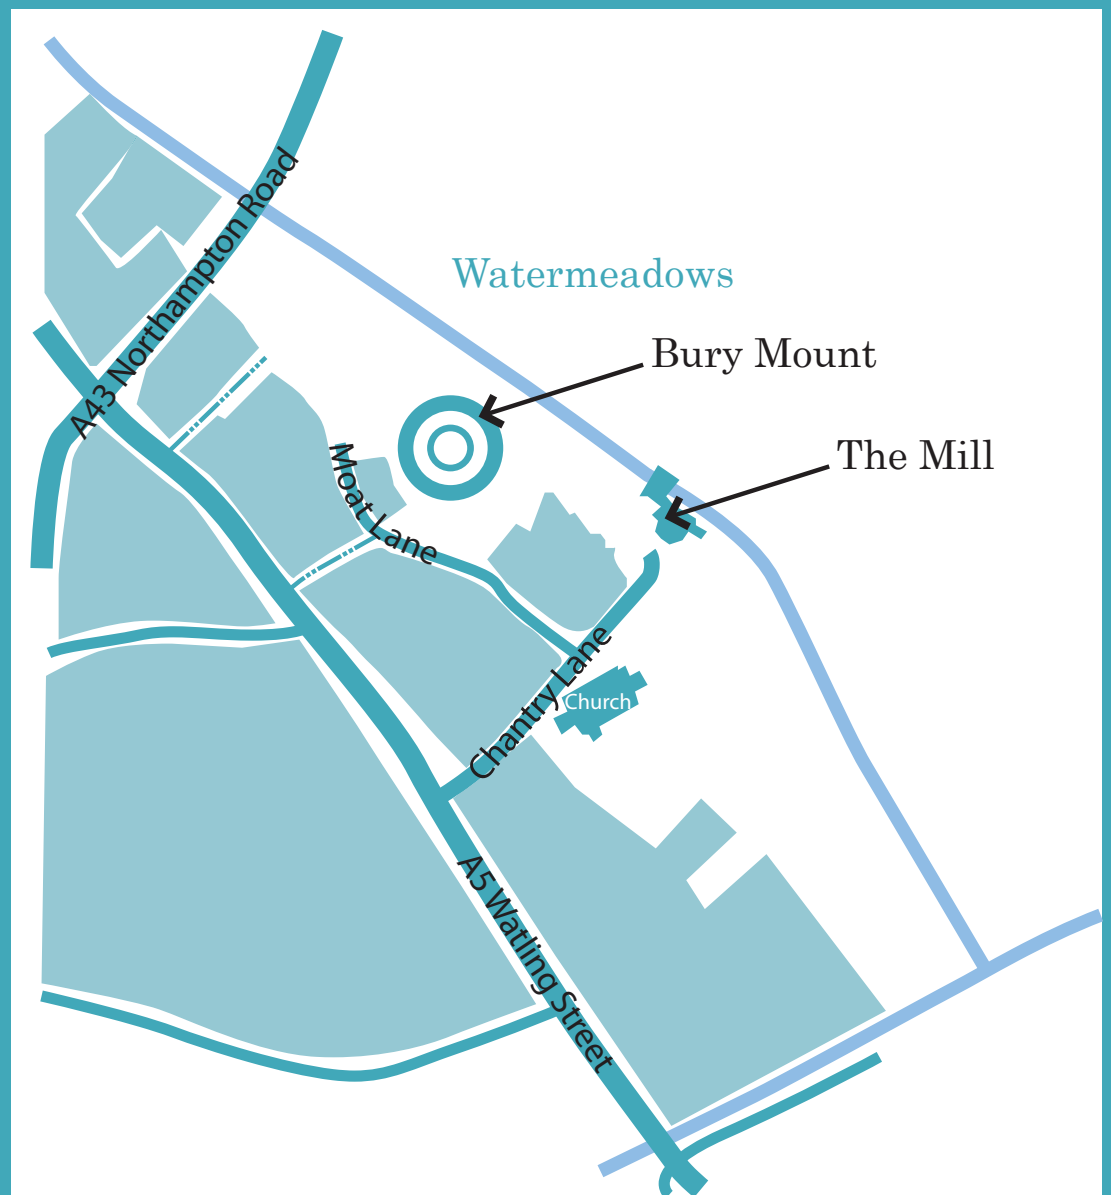 A43 Northampton Road
Watermeadows
Bury Mount
The Mill
Moat Lane
Chantry Lane
Church
A5 Watling Street